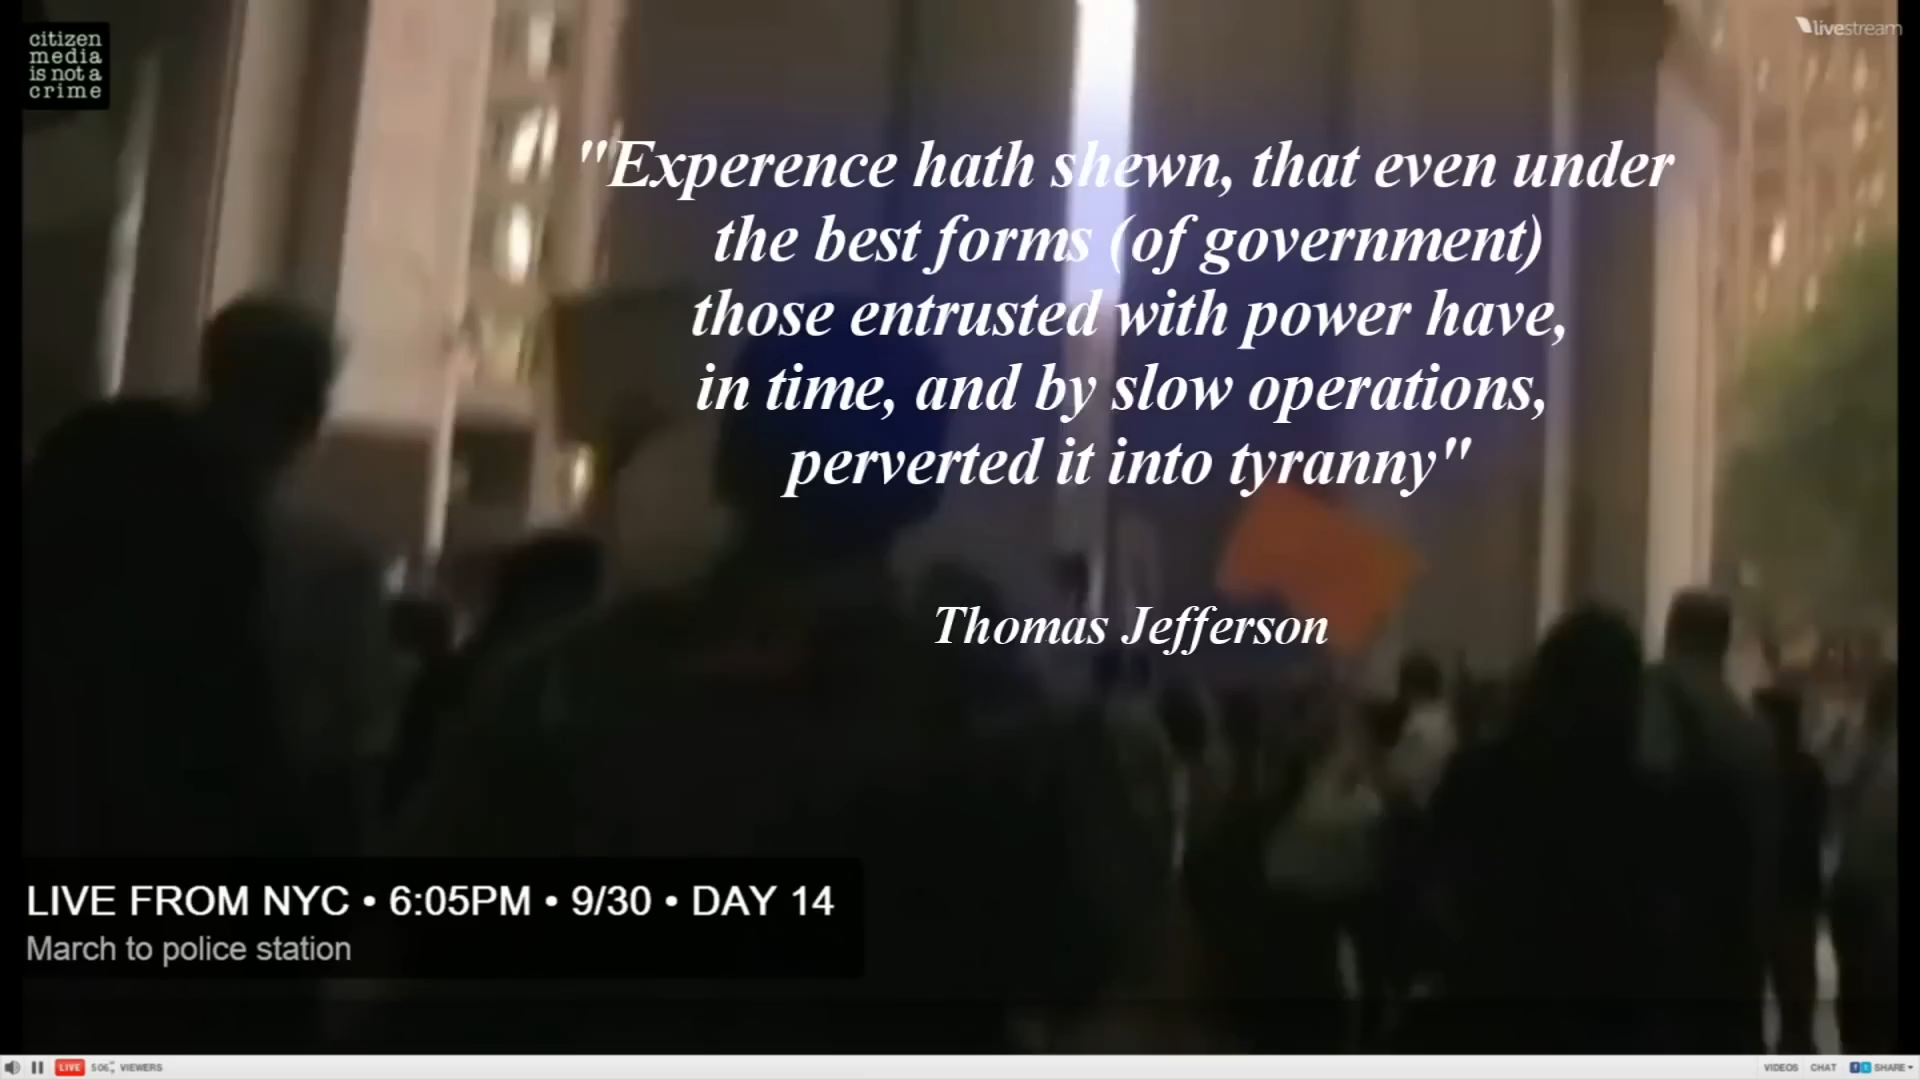 citizen
media
is not a
crime
livestream
"Experence hath shewn, that even under
the best forms (of government)
those entrusted with power have,
in time, and by slow operations,
perverted it into tyranny"
Thomas Jefferson
LIVE FROM NYC • 6:05PM • 9/30 • DAY 14
March to police station
LIVE VIEWERS
VIDEOS CHAT SHARE